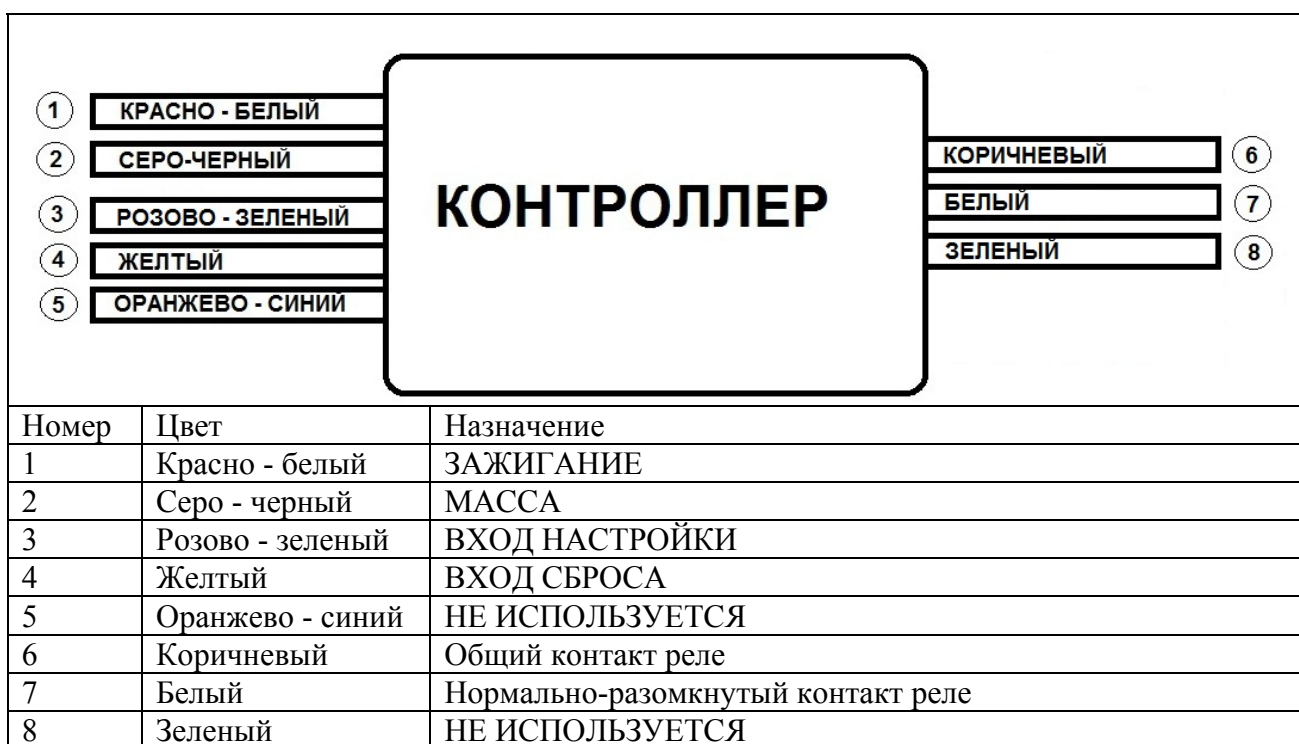 1 КРАСНО - БЕЛЫЙ
2 СЕРО-ЧЕРНЫЙ
3 РОЗОВО - ЗЕЛЕНЫЙ
4 ЖЕЛТЫЙ
5 ОРАНЖЕВО - СИНИЙ
КОНТРОЛЛЕР
КОРИЧНЕВЫЙ 6
БЕЛЫЙ 7
ЗЕЛЕНЫЙ 8
Номер Цвет Назначение
1 Красно - белый ЗАЖИГАНИЕ
2 Серо - черный МАССА
3 Розово - зеленый ВХОД НАСТРОЙКИ
4 Желтый ВХОД СБРОСА
5 Оранжево - синий НЕ ИСПОЛЬЗУЕТСЯ
6 Коричневый Общий контакт реле
7 Белый Нормально-разомкнутый контакт реле
8 Зеленый НЕ ИСПОЛЬЗУЕТСЯ